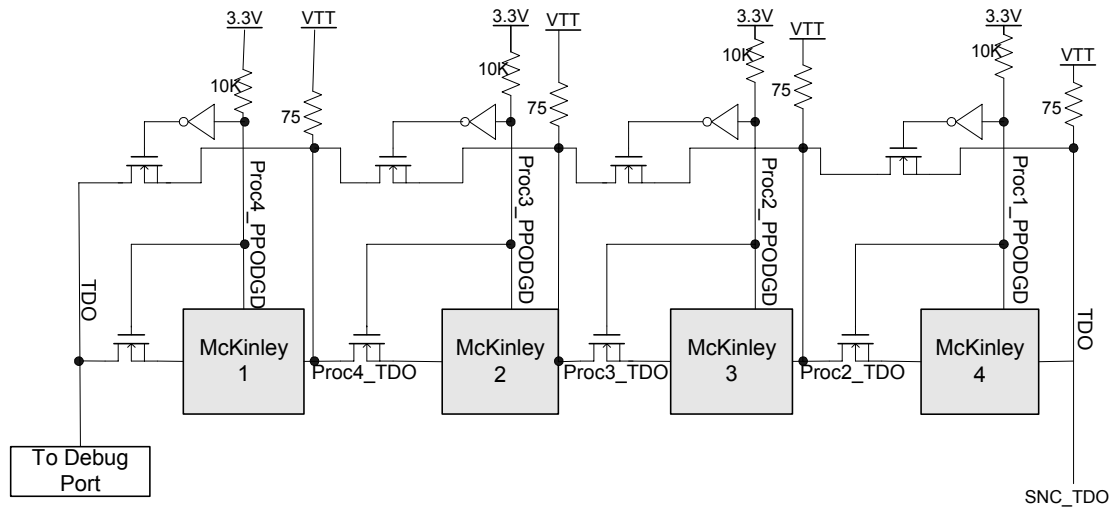 3.3V
VTT
3.3V
VTT
3.3V
VTT
3.3V
VTT
10K
75
10K
75
10K
75
10K
75
Proc4_PPODGD
Proc3_PPODGD
Proc2_PPODGD
Proc1_PPODGD
TDO
TDO
McKinley
1
Proc4_TDO
McKinley
2
Proc3_TDO
McKinley
3
Proc2_TDO
McKinley
4
To Debug
Port
SNC_TDO